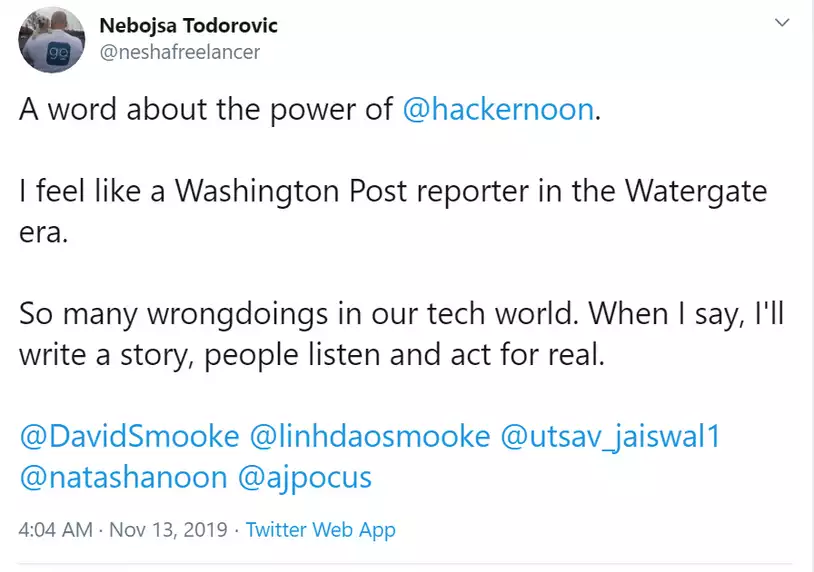 Nebojsa Todorovic
@neshafreelancer
A word about the power of @hackernoon.
I feel like a Washington Post reporter in the Watergate
era.
So many wrongdoings in our tech world. When I say, I'll
write a story, people listen and act for real.
@DavidSmooke @linhdaosmooke @utsav_jaiswal1
@natashanoon @ajpocus
4:04 AM · Nov 13, 2019 · Twitter Web App